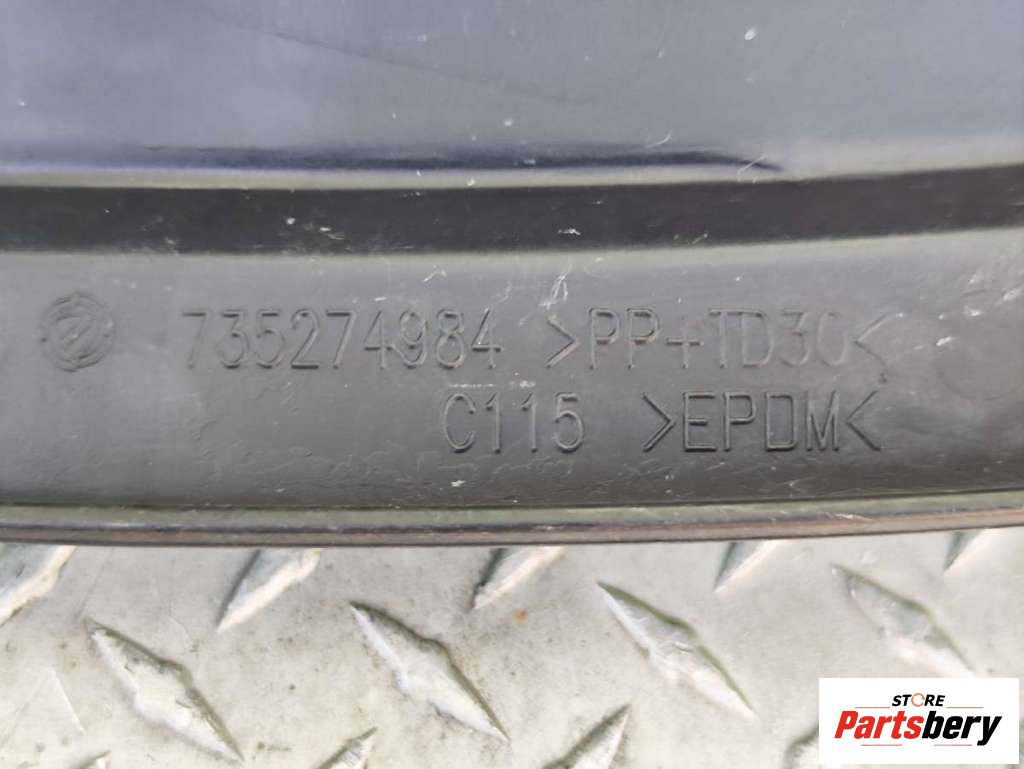 735274984 >PP+TD30<
C115 >EPDM<
STORE
Partsbery